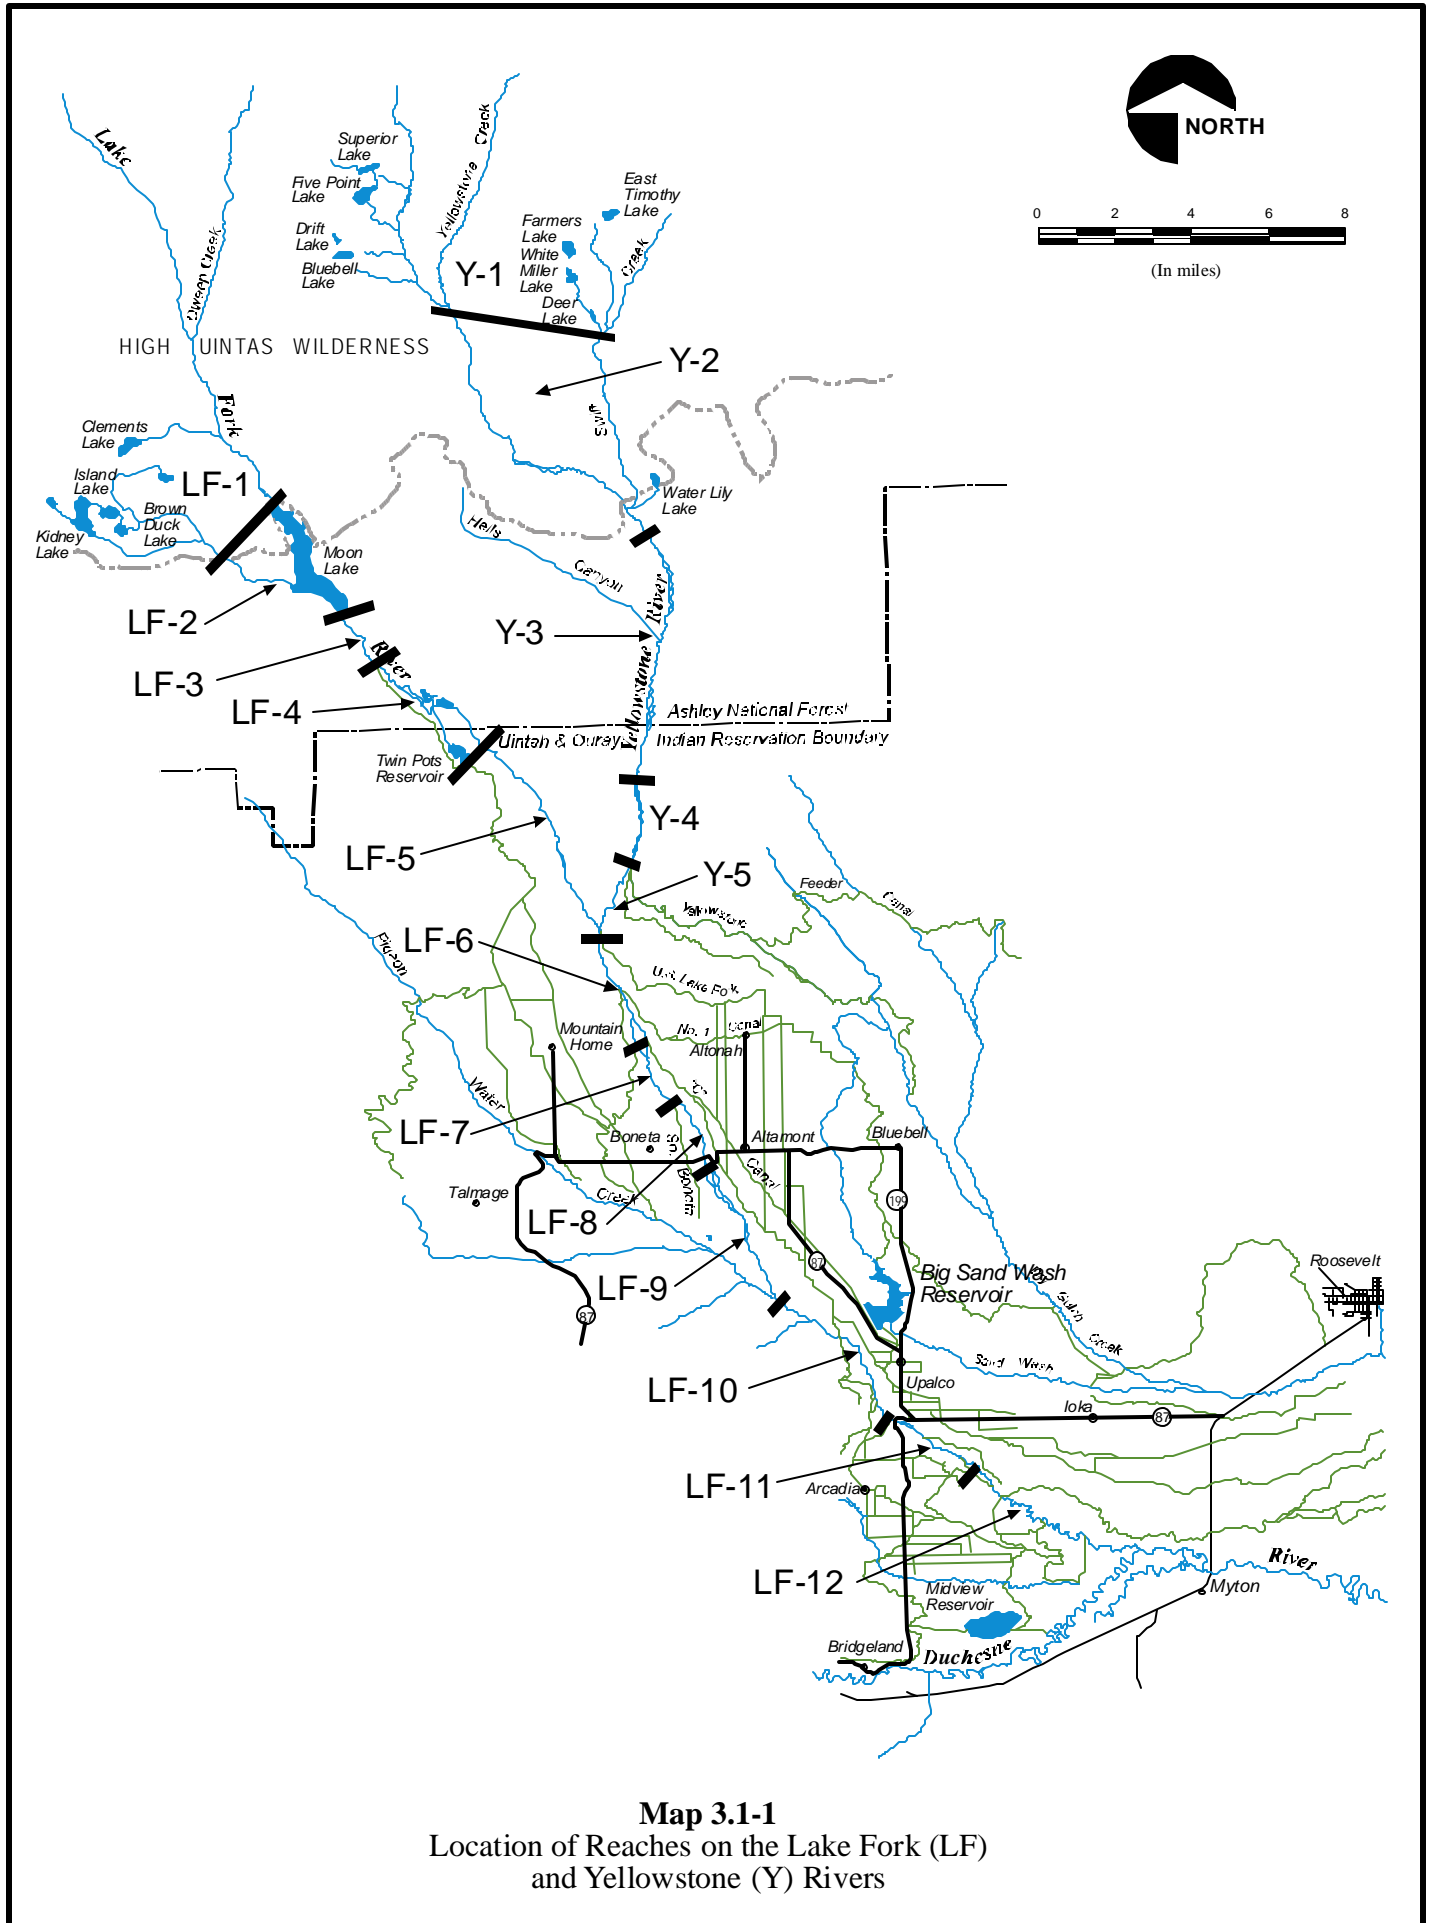 NORTH
0 2 4 6 8
(In miles)
Lake
Fork
River
Yellowstone Creek
Superior
Lake
Five Point
Lake
Drift
Lake
Bluebell
Lake
East
Timothy
Lake
Farmers
Lake
White
Miller
Lake
Deer
Lake
Creek
Swift
Y-1
Y-2
HIGH UINTAS WILDERNESS
Clements
Lake
Island
Lake
Brown
Duck
Lake
Kidney
Lake
LF-1
Moon
Lake
Water Lily
Lake
Hells
Canyon
LF-2
LF-3
LF-4
Y-3
Yellowstone River
Ashley National Forest
Uintah & Ouray Indian Reservation Boundary
Twin Pots
Reservoir
LF-5
Y-4
Y-5
Feeder
Canal
Yellowstone
Pigeon
Water
Creek
LF-6
U.S. Lake Fork
No. 1 Canal
Mountain
Home
Altonah
"C"
Canal
LF-7
Boneta
So. Boneta
Altamont
Bluebell
Talmage
LF-8
199
87
87
LF-9
Big Sand Wash
Reservoir
Dry Gulch Creek
Roosevelt
Sand Wash
LF-10
Upalco
Ioka
87
LF-11
Arcadia
LF-12
Midview
Reservoir
River
Myton
Bridgeland
Duchesne
Map 3.1-1
Location of Reaches on the Lake Fork (LF)
and Yellowstone (Y) Rivers